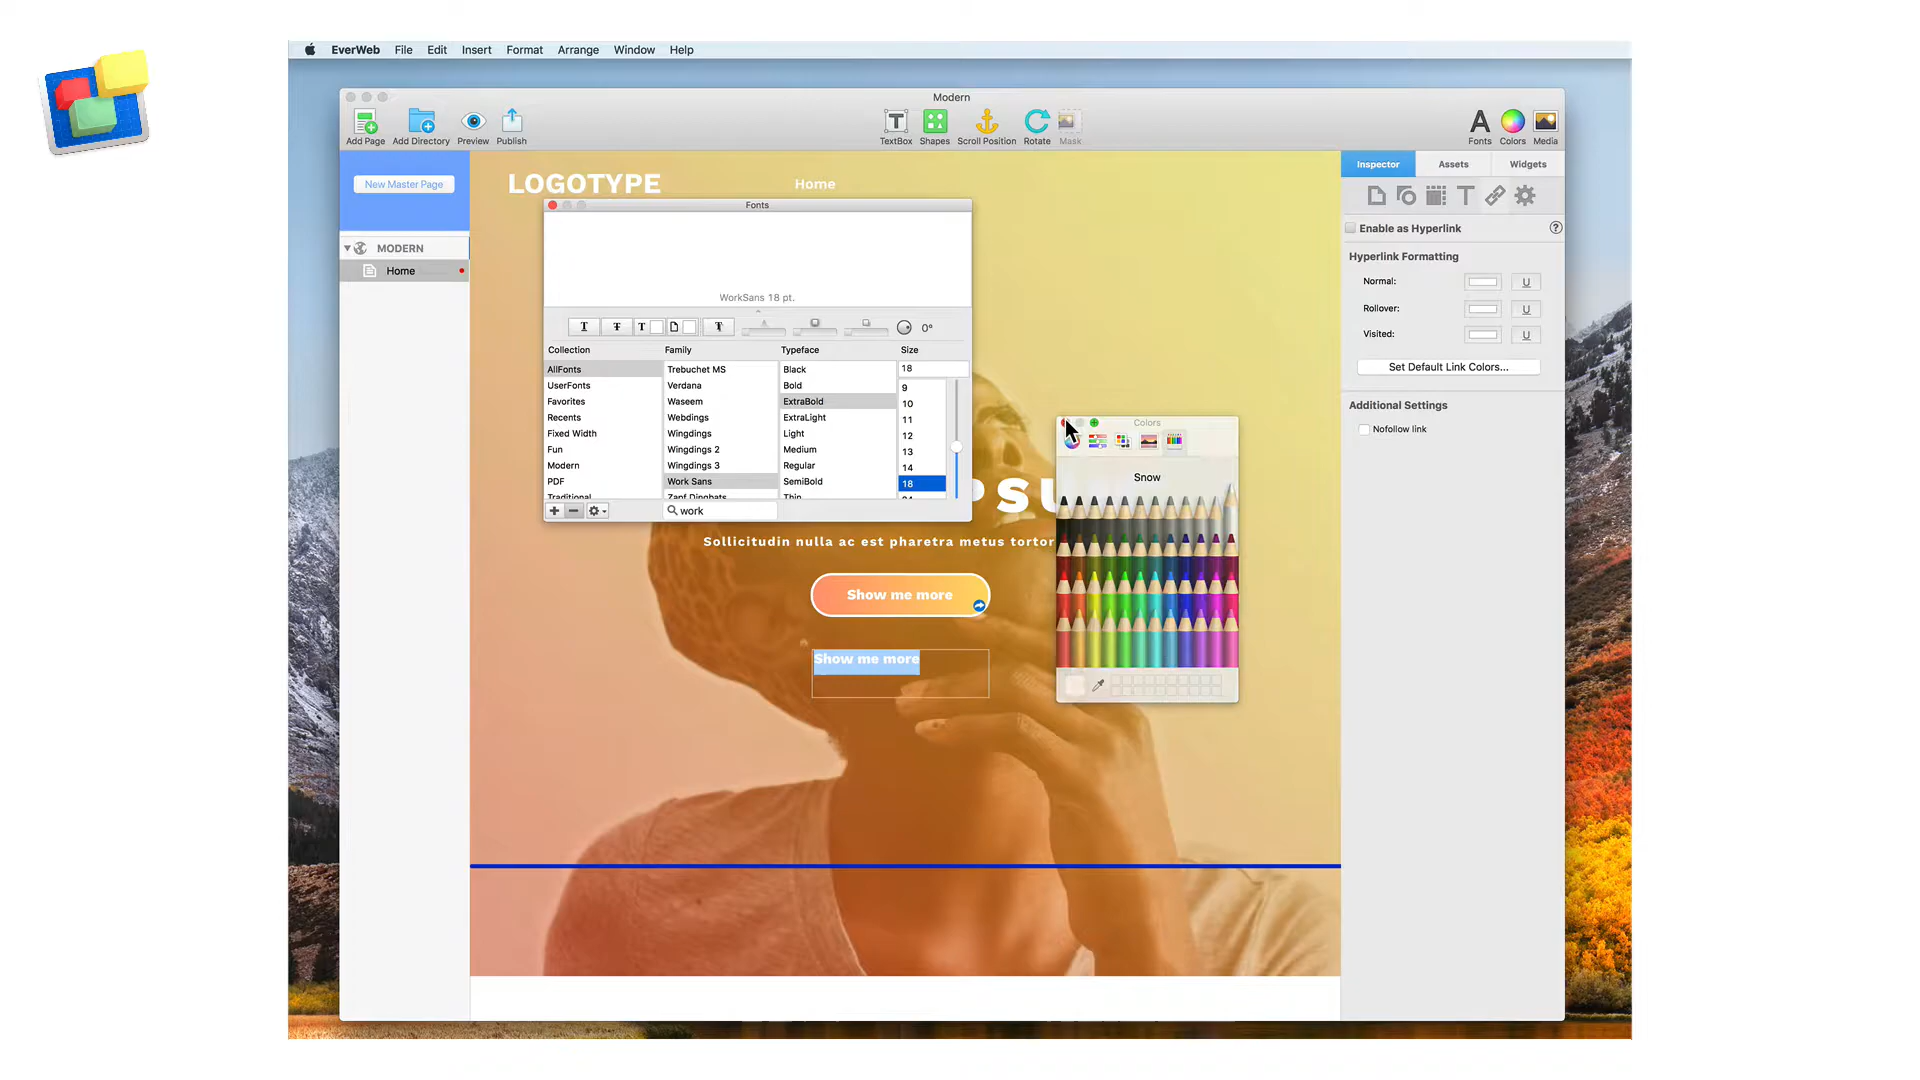 EverWeb File Edit Insert Format Arrange Window Help
Modern
Add Page Add Directory Preview Publish
TextBox Shapes Scroll Position Rotate Mask
Fonts Colors Media
New Master Page
MODERN
Home
LOGOTYPE Home
Fonts
WorkSans 18 pt.
T T T T 0°
Collection Family Typeface Size
AllFonts Trebuchet MS Black 18
UserFonts Verdana Bold 9
Favorites Waseem ExtraBold 10
Recents Webdings ExtraLight 11
Fixed Width Wingdings Light 12
Fun Wingdings 2 Medium 13
Modern Wingdings 3 Regular 14
PDF Work Sans SemiBold 18
Traditional Zapf Dingbats Thin
work
PSU
Sollicitudin nulla ac est pharetra metus tortor
Show me more
Show me more
Colors
Snow
Inspector Assets Widgets
Enable as Hyperlink ?
Hyperlink Formatting
Normal: U
Rollover: U
Visited: U
Set Default Link Colors...
Additional Settings
Nofollow link